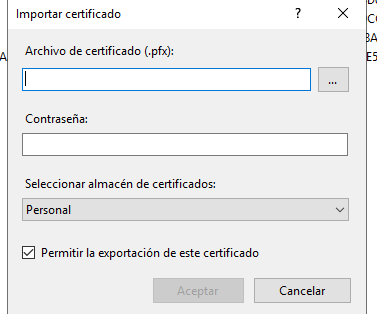 Importar certificado
?
Archivo de certificado (.pfx):
...
Contraseña:
Seleccionar almacén de certificados:
Personal
Permitir la exportación de este certificado
Aceptar
Cancelar